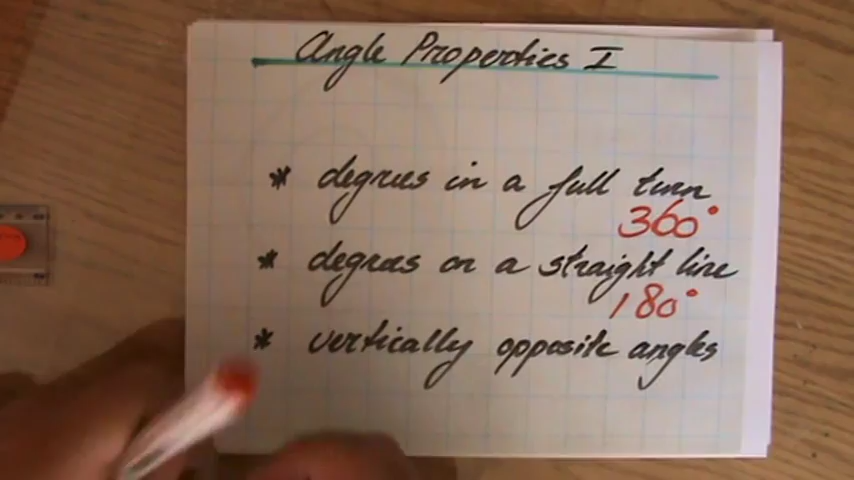 Angle Properties I
* degrees in a full turn
360°
* degrees on a straight line
180°
* vertically opposite angles